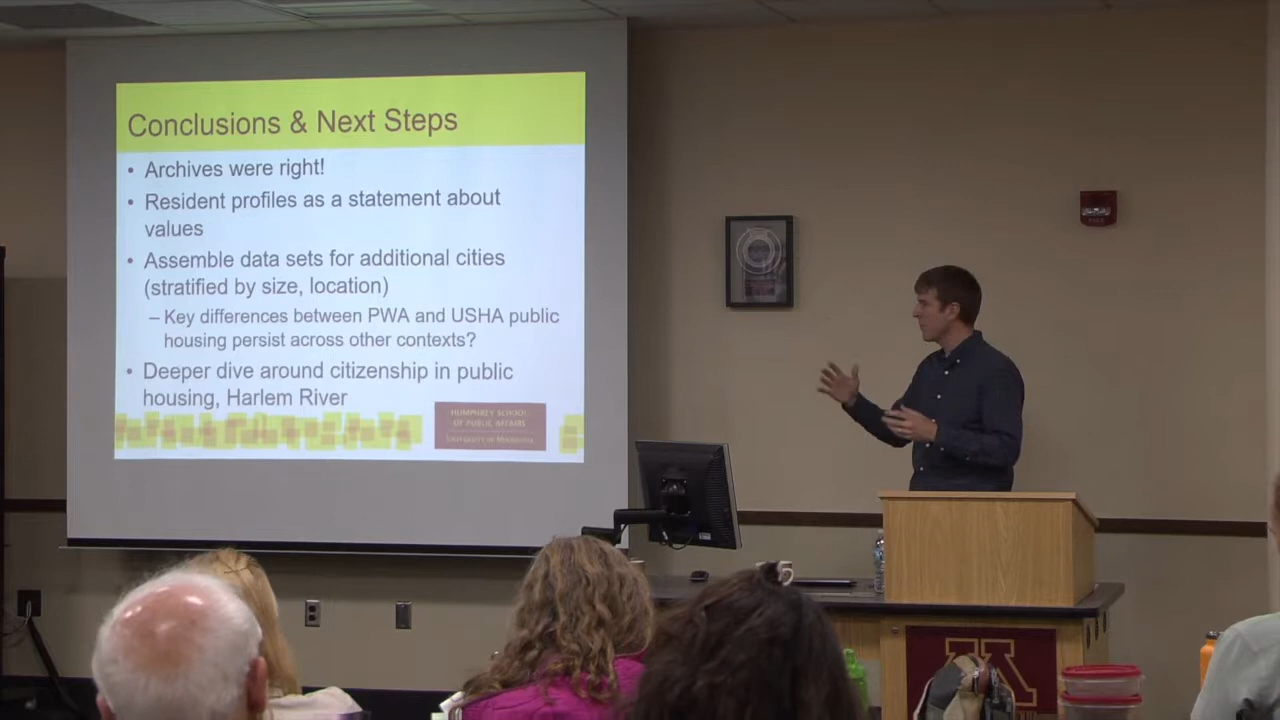 Conclusions & Next Steps
• Archives were right!
• Resident profiles as a statement about
values
• Assemble data sets for additional cities
(stratified by size, location)
– Key differences between PWA and USHA public
housing persist across other contexts?
• Deeper dive around citizenship in public
housing, Harlem River
HUMPHREY SCHOOL
OF PUBLIC AFFAIRS
UNIVERSITY OF MINNESOTA
5
M